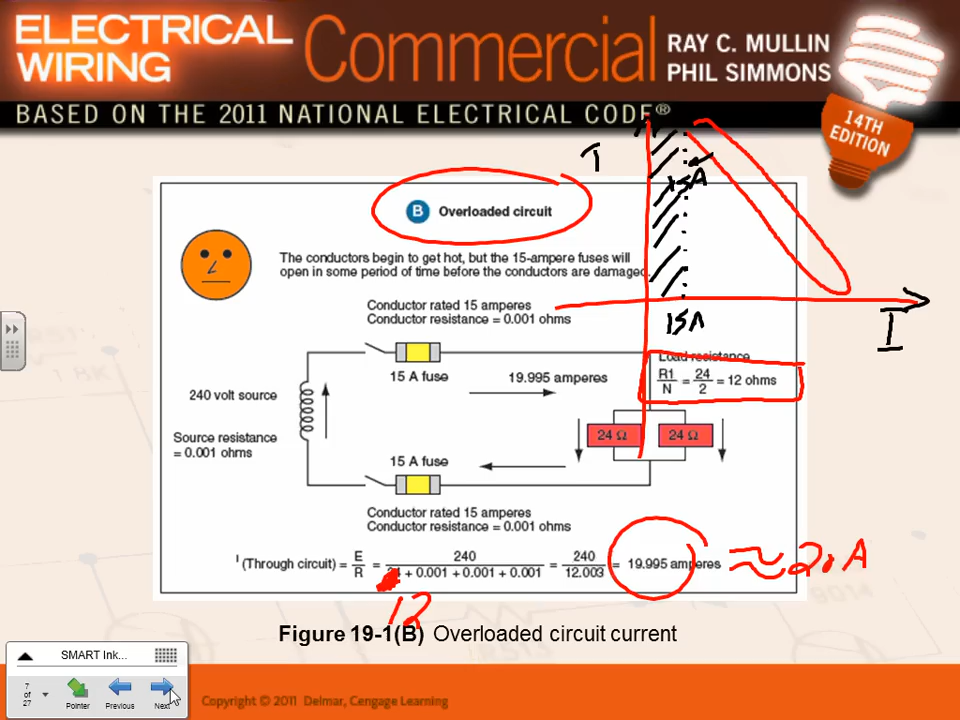 ELECTRICAL
WIRING
Commercial
RAY C. MULLIN
PHIL SIMMONS
BASED ON THE 2011 NATIONAL ELECTRICAL CODE®
14TH
EDITION
T
15A
B Overloaded circuit
The conductors begin to get hot, but the 15-ampere fuses will
open in some period of time before the conductors are damaged.
Conductor rated 15 amperes
Conductor resistance = 0.001 ohms
15A
I
Load resistance
R1/N = 24/2 = 12 ohms
15 A fuse
19.995 amperes
240 volt source
Source resistance
= 0.001 ohms
24 Ω 24 Ω
15 A fuse
Conductor rated 15 amperes
Conductor resistance = 0.001 ohms
I (Through circuit) = E/R = 240/24 + 0.001 + 0.001 + 0.001 = 240/12.003 = 19.995 amperes
≈ 20A
12
Figure 19-1(B) Overloaded circuit current
SMART Ink...
7
of
27
Pointer Previous Next
Copyright © 2011 Delmar, Cengage Learning